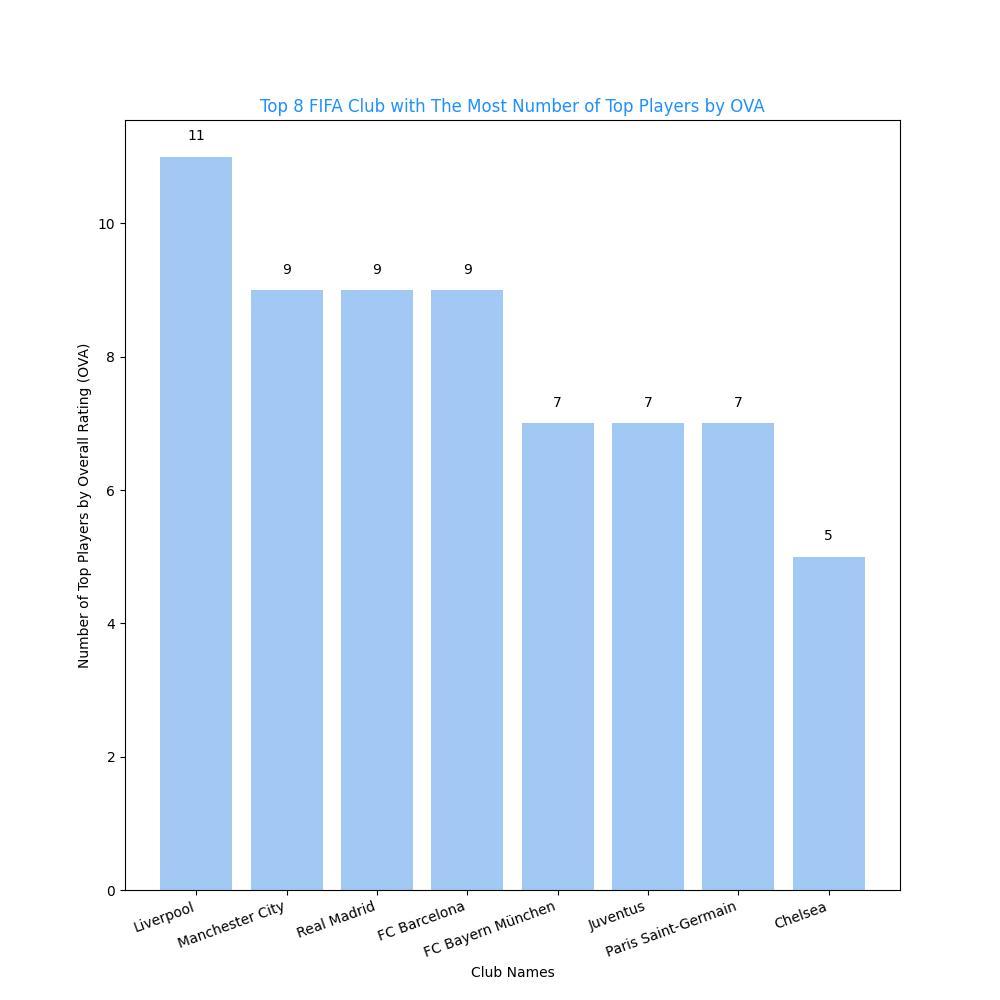 Top 8 FIFA Club with The Most Number of Top Players by OVA
11
9
9
9
7
7
7
5
10
8
6
4
2
0
Number of Top Players by Overall Rating (OVA)
Liverpool
Manchester City
Real Madrid
FC Barcelona
FC Bayern München
Juventus
Paris Saint-Germain
Chelsea
Club Names